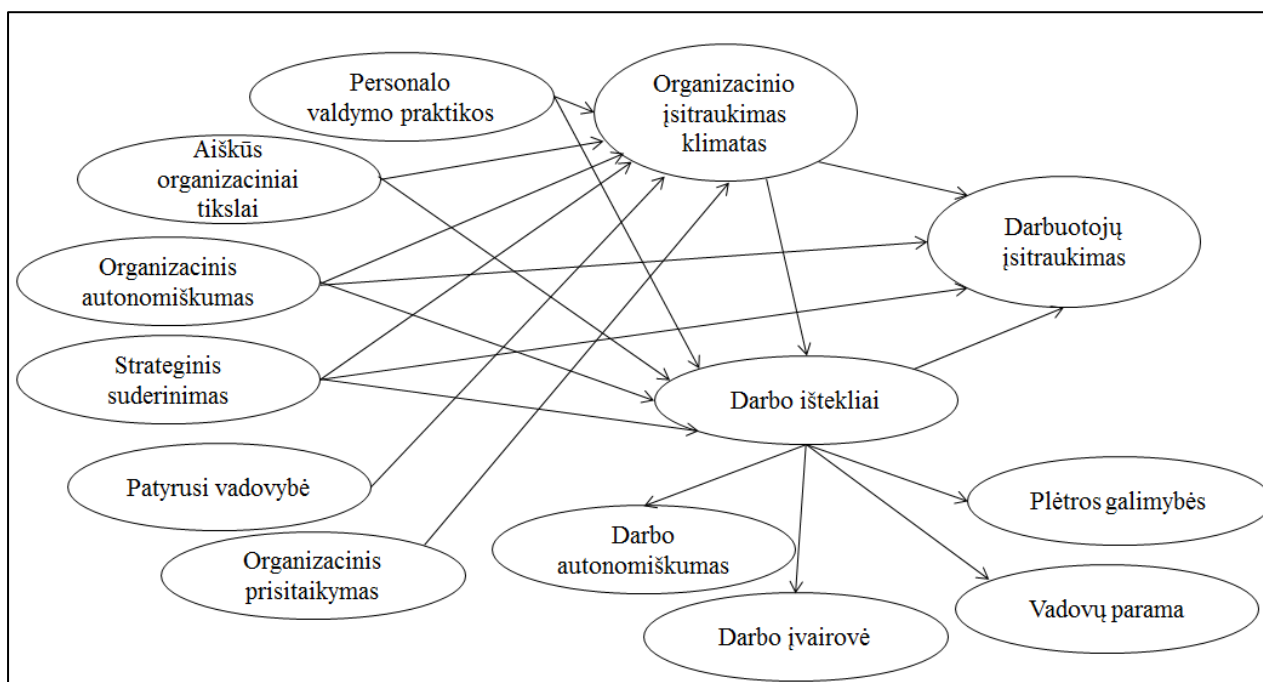 Personalo
valdymo praktikos
Organizacinio
įsitraukimas
klimatas
Aiškūs
organizaciniai
tikslai
Darbuotojų
įsitraukimas
Organizacinis
autonomiškumas
Strateginis
suderinimas
Darbo ištekliai
Patyrusi vadovybė
Plėtros galimybės
Organizacinis
prisitaikymas
Darbo
autonomiškumas
Vadovų parama
Darbo įvairovė